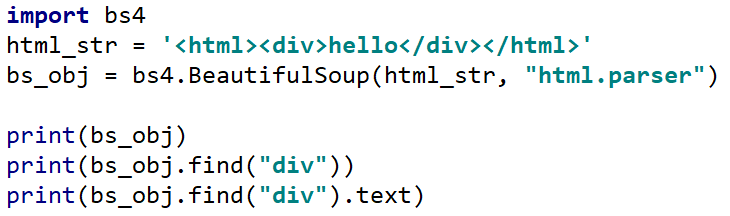 import bs4
html_str = '<html><div>hello</div></html>'
bs_obj = bs4.BeautifulSoup(html_str, "html.parser")
print(bs_obj)
print(bs_obj.find("div"))
print(bs_obj.find("div").text)